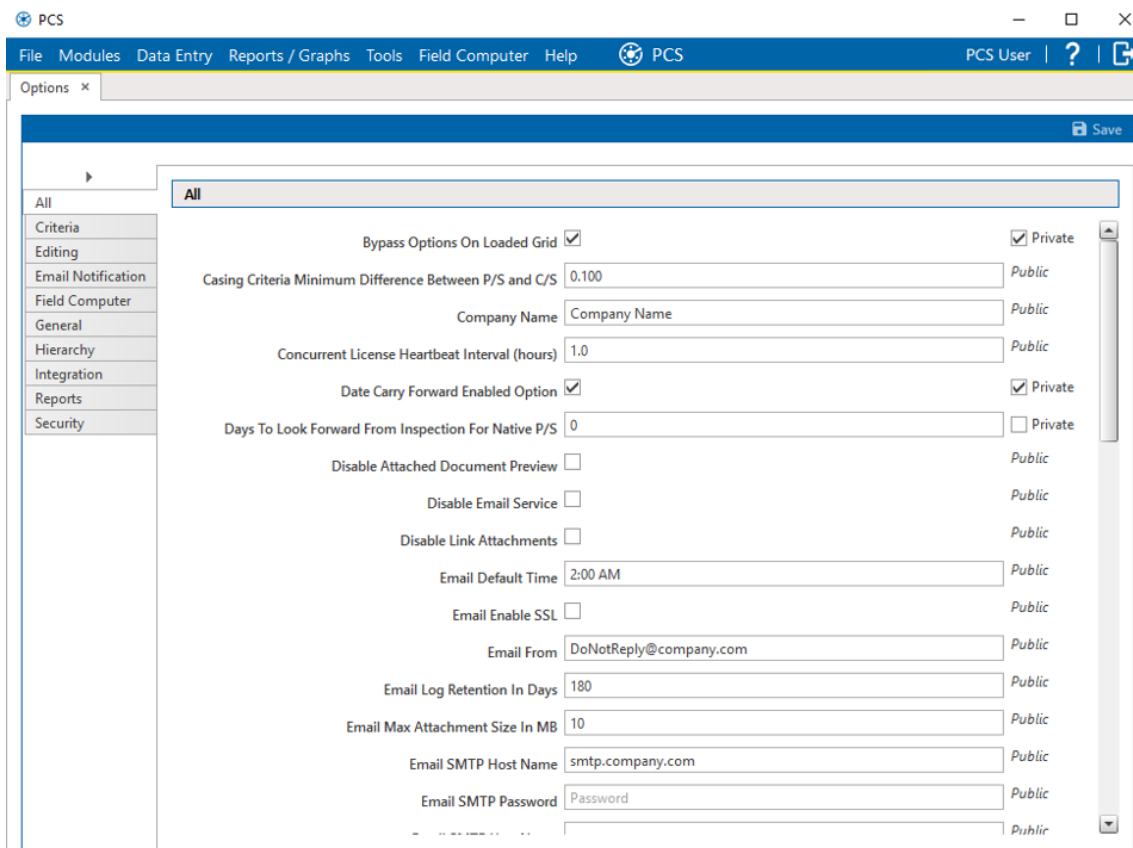 PCS
File Modules Data Entry Reports / Graphs Tools Field Computer Help PCS PCS User | ? |
Options ×
Save
All
Criteria
Editing
Email Notification
Field Computer
General
Hierarchy
Integration
Reports
Security
All
Bypass Options On Loaded Grid Private
Casing Criteria Minimum Difference Between P/S and C/S 0.100 Public
Company Name Company Name Public
Concurrent License Heartbeat Interval (hours) 1.0 Public
Date Carry Forward Enabled Option Private
Days To Look Forward From Inspection For Native P/S 0 Private
Disable Attached Document Preview Public
Disable Email Service Public
Disable Link Attachments Public
Email Default Time 2:00 AM Public
Email Enable SSL Public
Email From DoNotReply@company.com Public
Email Log Retention In Days 180 Public
Email Max Attachment Size In MB 10 Public
Email SMTP Host Name smtp.company.com Public
Email SMTP Password Password Public
Public